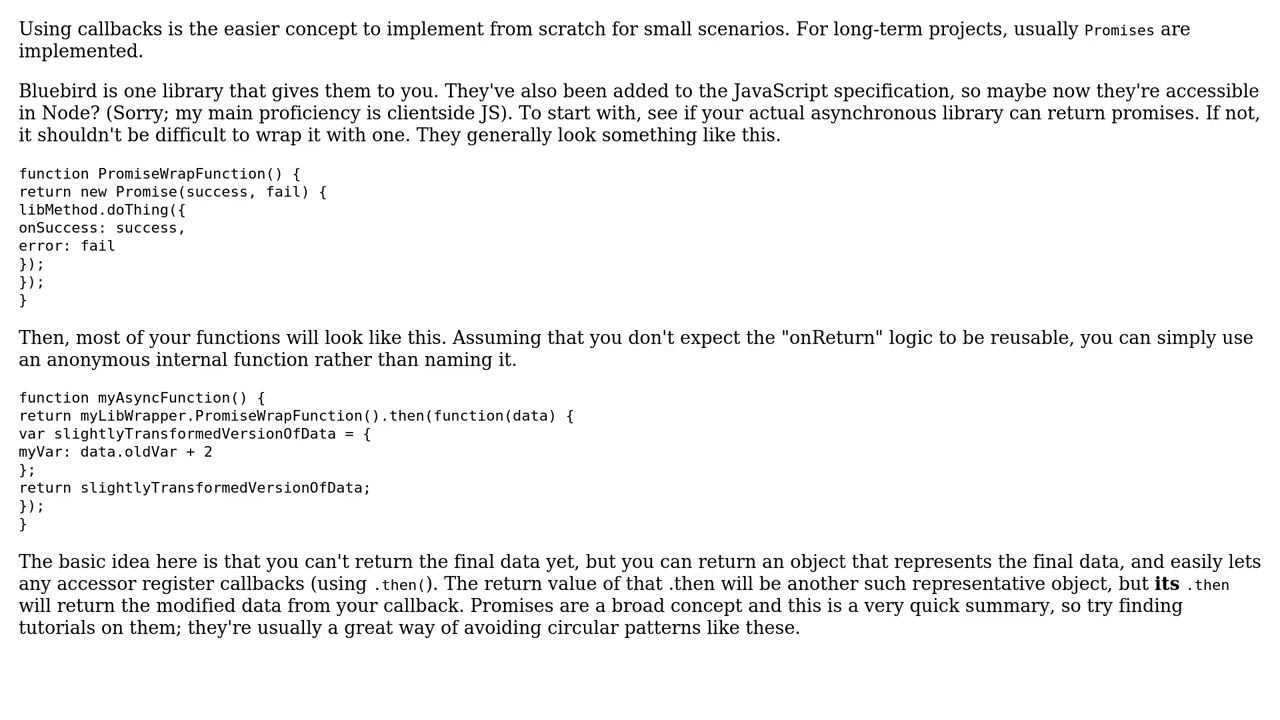 Using callbacks is the easier concept to implement from scratch for small scenarios. For long-term projects, usually Promises are
implemented.
Bluebird is one library that gives them to you. They've also been added to the JavaScript specification, so maybe now they're accessible
in Node? (Sorry; my main proficiency is clientside JS). To start with, see if your actual asynchronous library can return promises. If not,
it shouldn't be difficult to wrap it with one. They generally look something like this.
function PromiseWrapFunction() {
return new Promise(success, fail) {
libMethod.doThing({
onSuccess: success,
error: fail
});
});
}
Then, most of your functions will look like this. Assuming that you don't expect the "onReturn" logic to be reusable, you can simply use
an anonymous internal function rather than naming it.
function myAsyncFunction() {
return myLibWrapper.PromiseWrapFunction().then(function(data) {
var slightlyTransformedVersionOfData = {
myVar: data.oldVar + 2
};
return slightlyTransformedVersionOfData;
});
}
The basic idea here is that you can't return the final data yet, but you can return an object that represents the final data, and easily lets
any accessor register callbacks (using .then(). The return value of that .then will be another such representative object, but its .then
will return the modified data from your callback. Promises are a broad concept and this is a very quick summary, so try finding
tutorials on them; they're usually a great way of avoiding circular patterns like these.